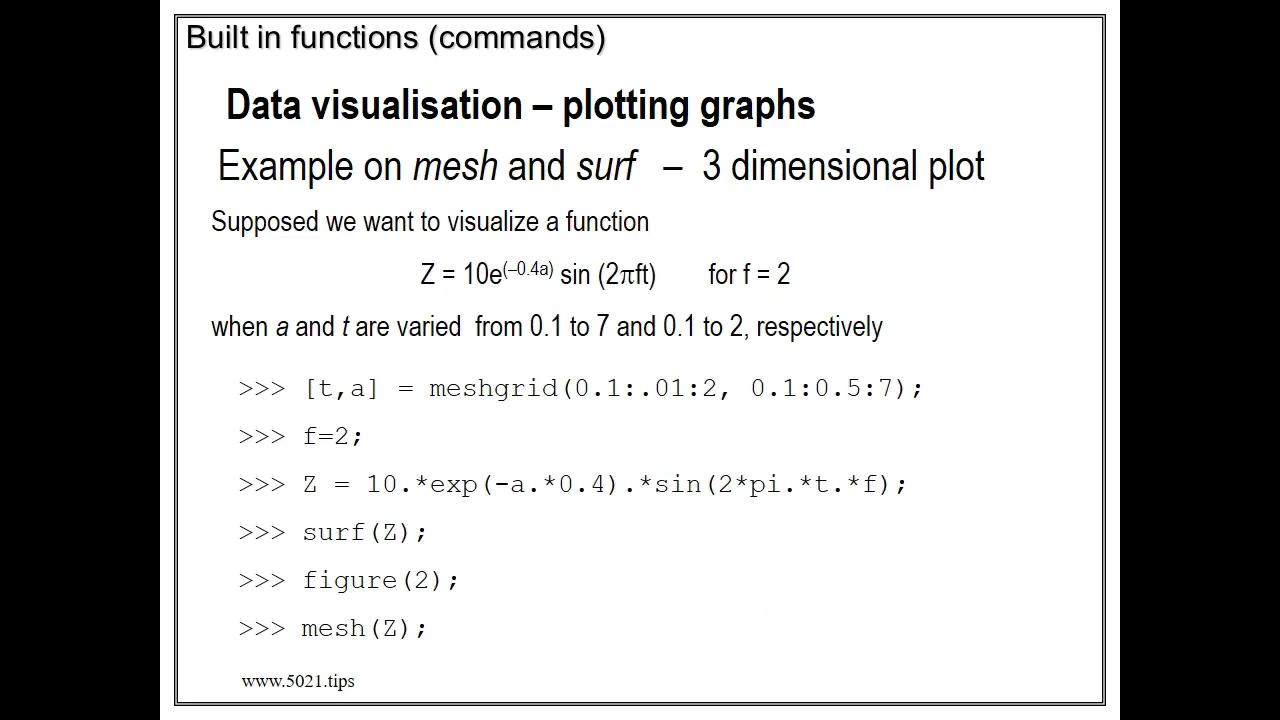 Built in functions (commands)
Data visualisation – plotting graphs
Example on mesh and surf – 3 dimensional plot
Supposed we want to visualize a function
Z = 10e(–0.4a) sin (2πft) for f = 2
when a and t are varied from 0.1 to 7 and 0.1 to 2, respectively
>>> [t,a] = meshgrid(0.1:.01:2, 0.1:0.5:7);
>>> f=2;
>>> Z = 10.*exp(-a.*0.4).*sin(2*pi.*t.*f);
>>> surf(Z);
>>> figure(2);
>>> mesh(Z);
www.5021.tips